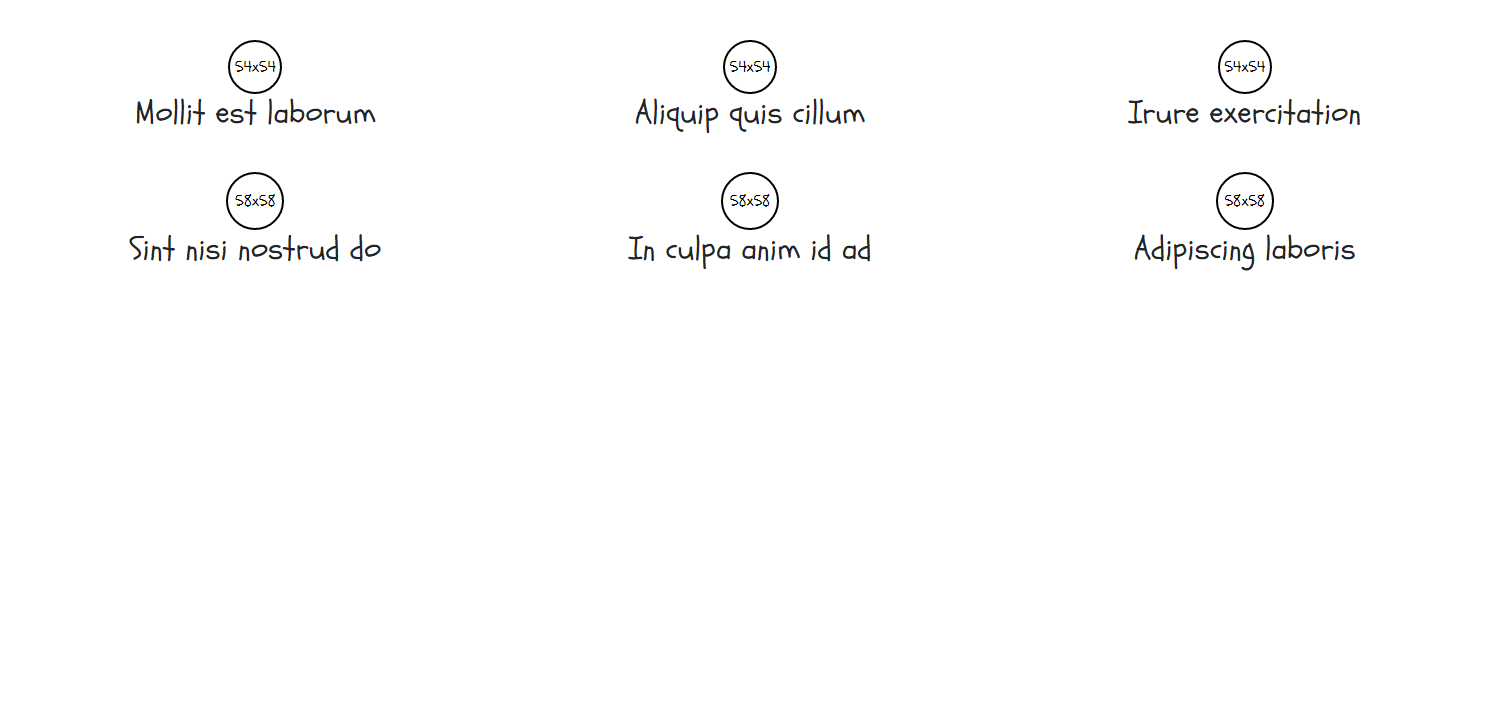 54x54 54x54 54x54
Mollit est laborum Aliquip quis cillum Irure exercitation
58x58 58x58 58x58
Sint nisi nostrud do In culpa anim id ad Adipiscing laboris